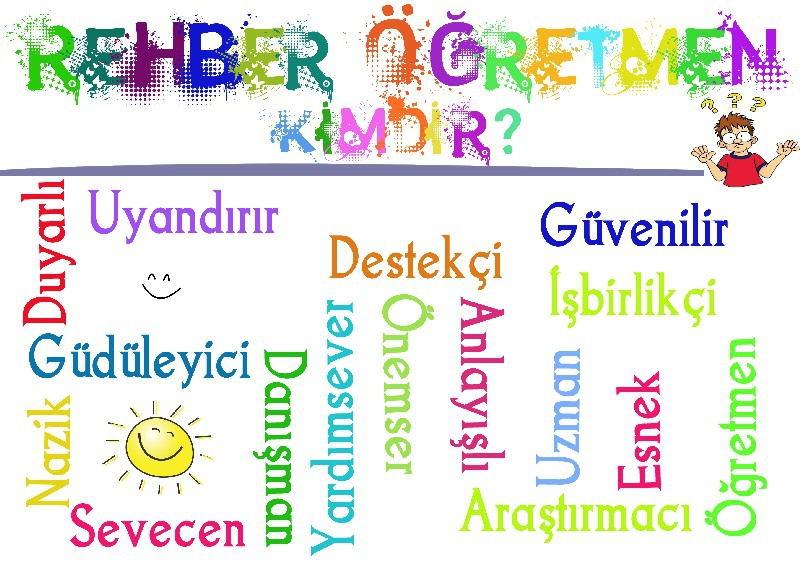 REHBER ÖĞRETMEN
KİMDİR?
? ? ?
Duyarlı
Uyandırır
Güvenilir
Destekçi
İşbirlikçi
Güdüleyici
Danışman
Yardımsever
Önemser
Anlayışlı
Uzman
Esnek
Öğretmen
Nazik
Sevecen
Araştırmacı